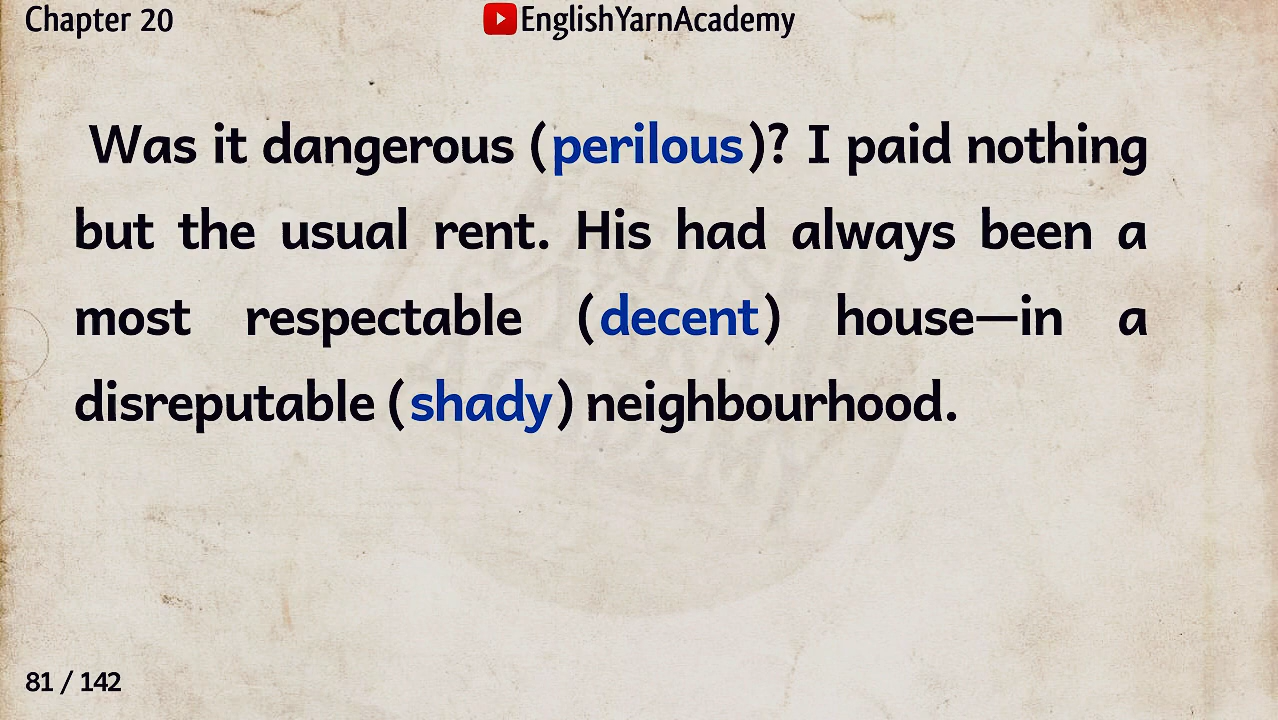 Chapter 20
EnglishYarnAcademy
Was it dangerous (perilous)? I paid nothing
but the usual rent. His had always been a
most respectable (decent) house—in a
disreputable (shady) neighbourhood.
81 / 142